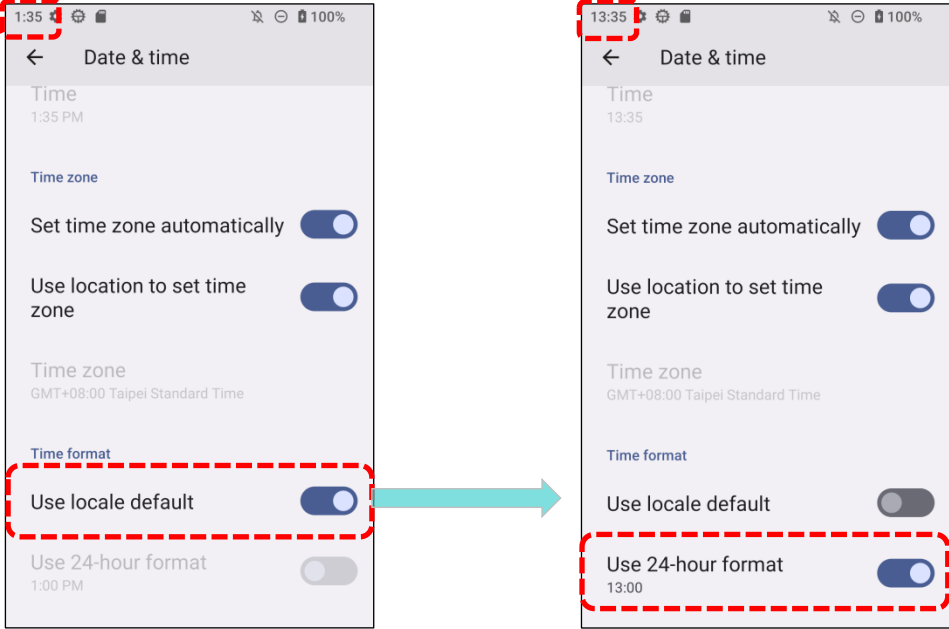 1:35
100%
Date & time
Time
1:35 PM
Time zone
Set time zone automatically
Use location to set time
zone
Time zone
GMT+08:00 Taipei Standard Time
Time format
Use locale default
Use 24-hour format
1:00 PM
13:35
100%
Date & time
Time
13:35
Time zone
Set time zone automatically
Use location to set time
zone
Time zone
GMT+08:00 Taipei Standard Time
Time format
Use locale default
Use 24-hour format
13:00